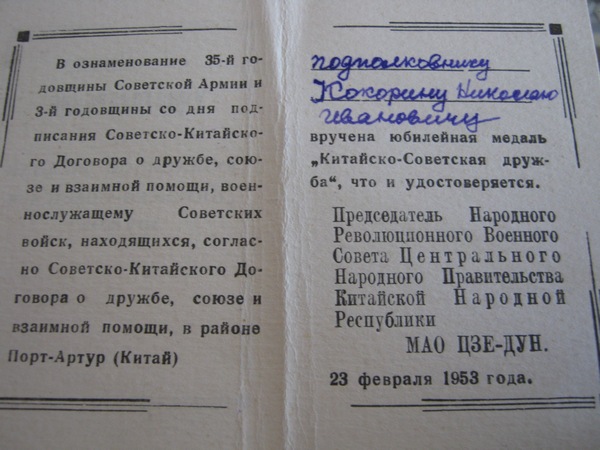 В ознаменование 35-й го-
довщины Советской Армии и
3-й годовщины со дня под-
писания Советско-Китайско-
го Договора о дружбе, сою-
зе и взаимной помощи, воен-
нослужащему Советских
войск, находящихся, соглас-
но Советско-Китайского До-
говора о дружбе, союзе и
взаимной помощи, в районе
Порт-Артур (Китай)
подполковнику
Кокорину Николаю
Ивановичу
вручена юбилейная медаль
„Китайско-Советская друж-
ба“, что и удостоверяется.
Председатель Народного
Революционного Военного
Совета Центрального
Народного Правительства
Китайской Народной
Республики
МАО ЦЗЕ-ДУН.
23 февраля 1953 года.